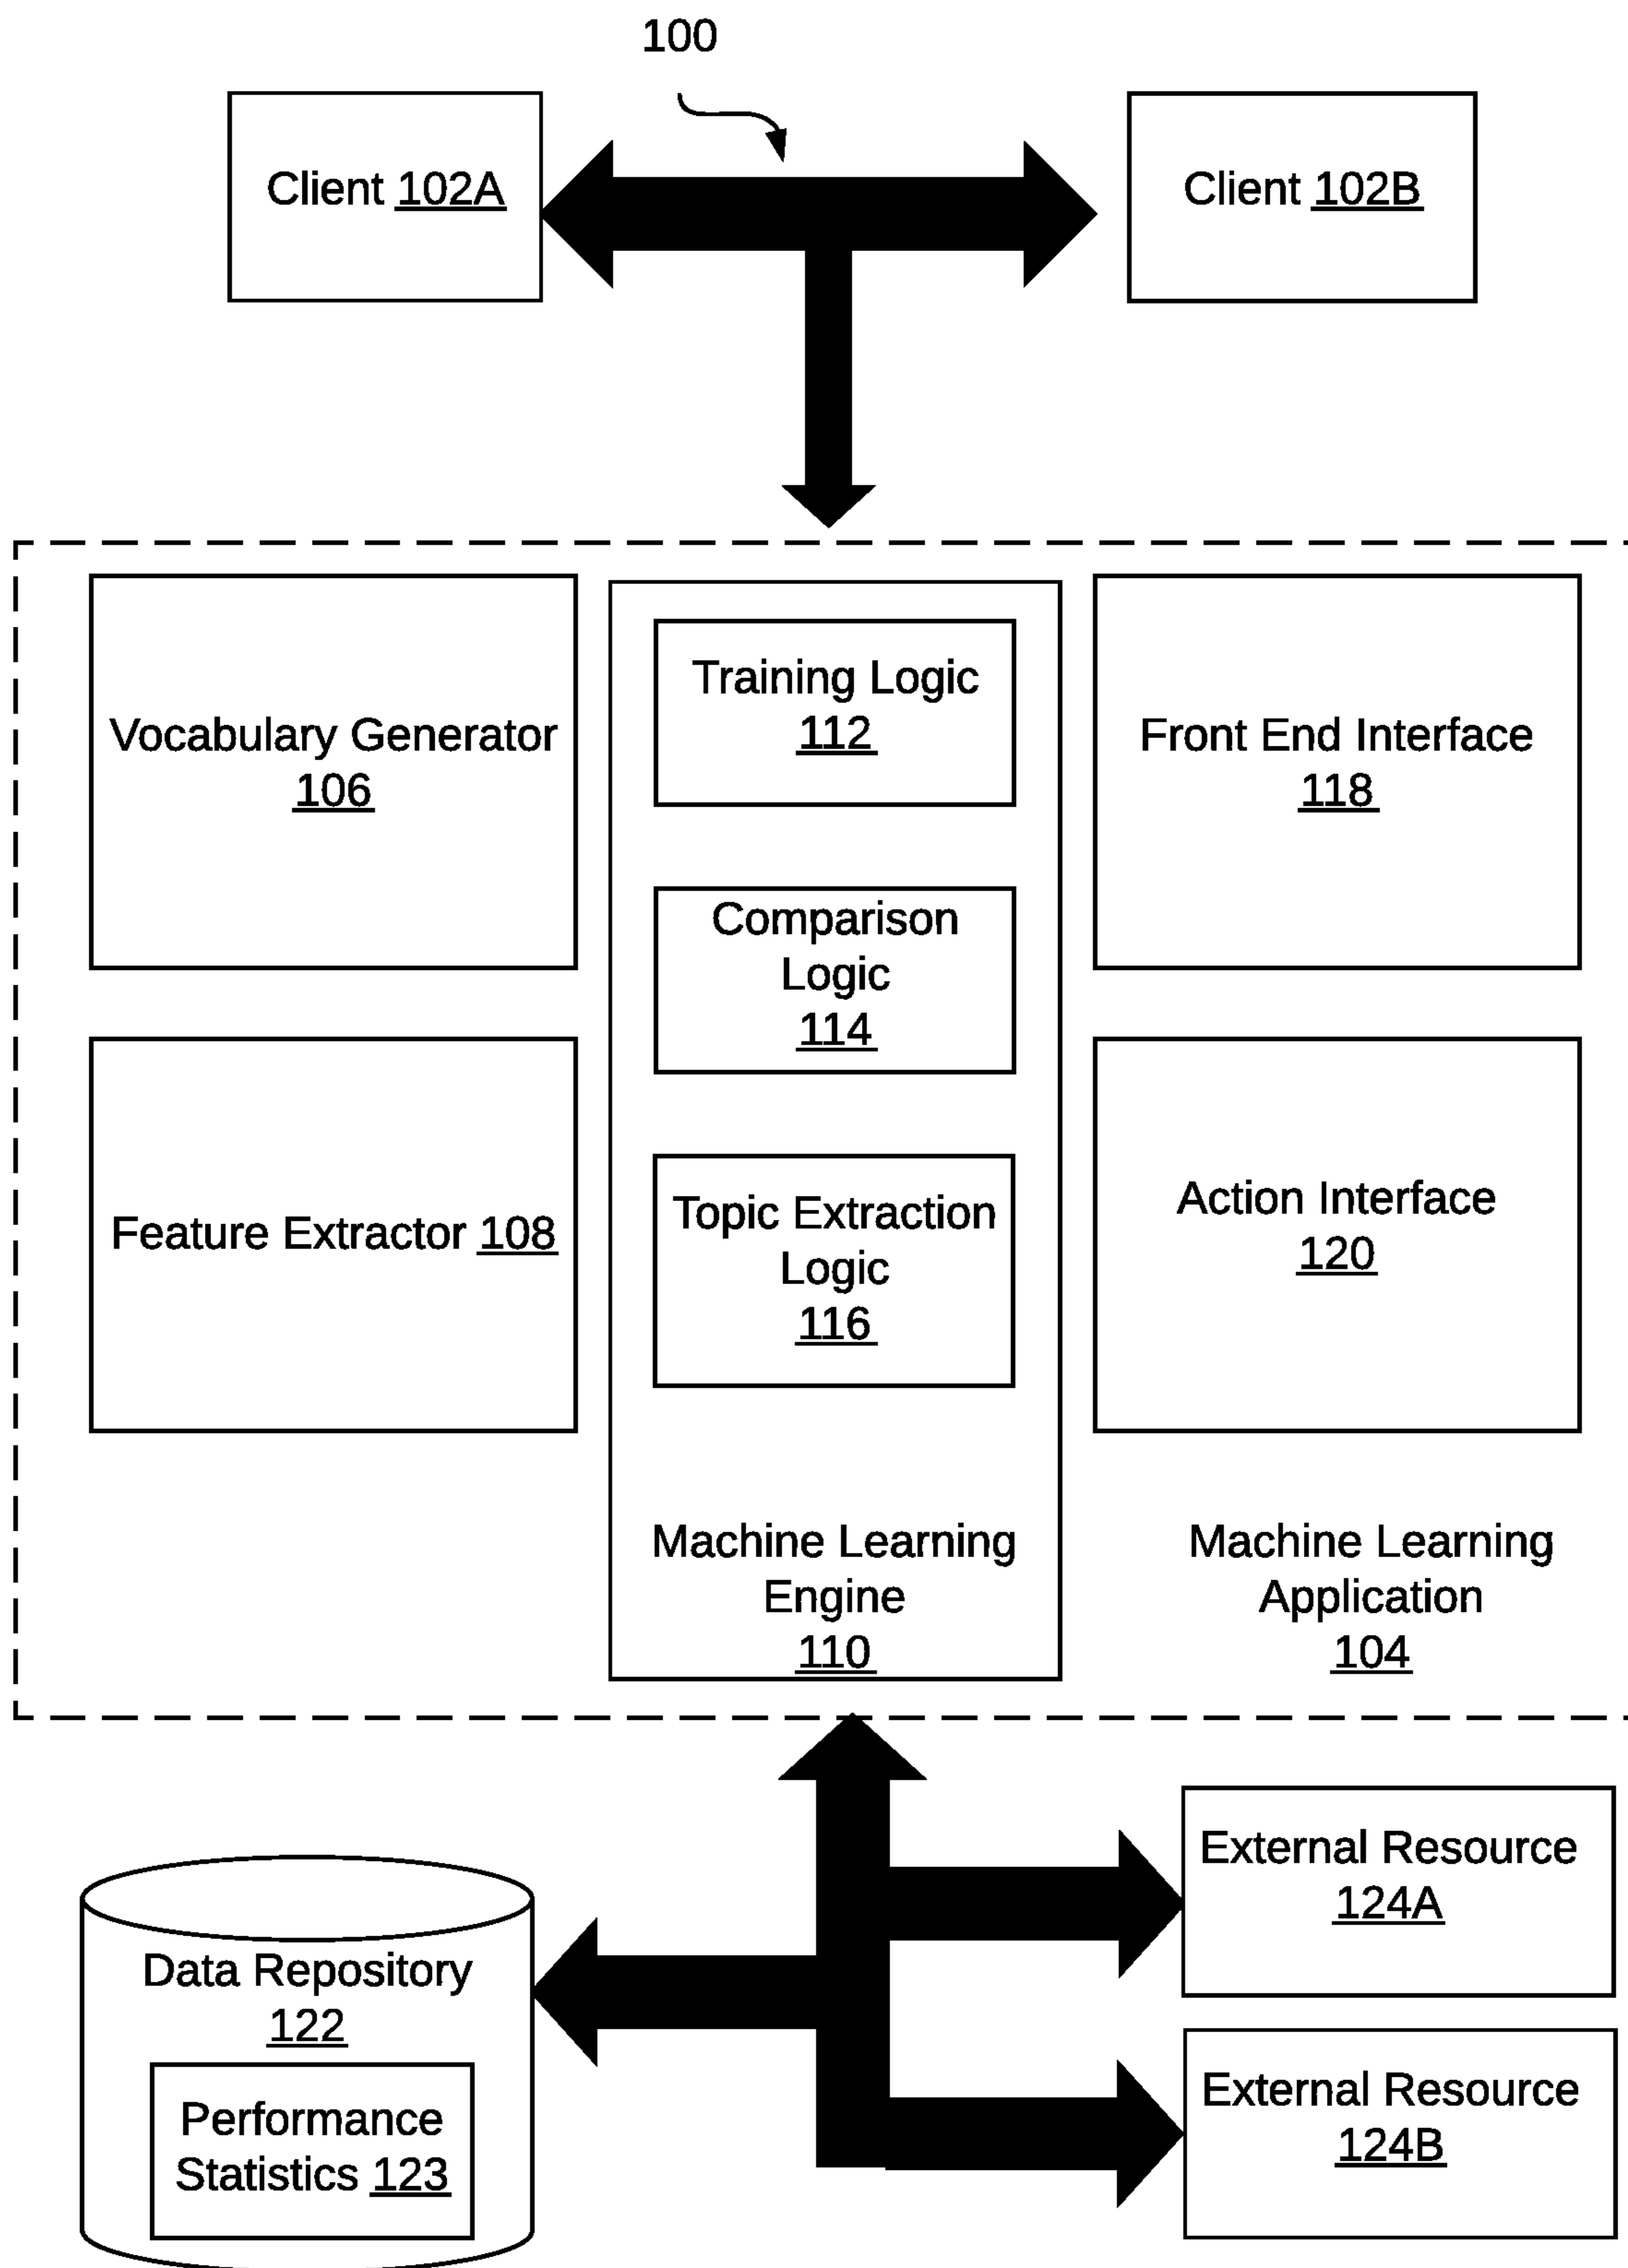 100
Client 102A
Client 102B
Vocabulary Generator
106
Training Logic
112
Front End Interface
118
Comparison
Logic
114
Feature Extractor 108
Topic Extraction
Logic
116
Action Interface
120
Machine Learning
Engine
110
Machine Learning
Application
104
Data Repository
122
Performance
Statistics 123
External Resource
124A
External Resource
124B